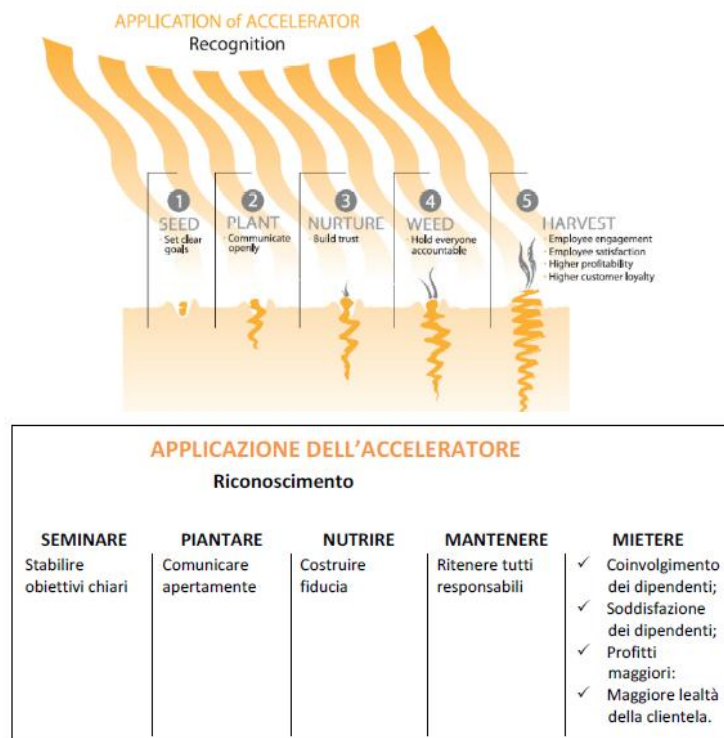 APPLICATION of ACCELERATOR
Recognition
1
SEED
· Set clear
goals
2
PLANT
· Communicate
openly
3
NURTURE
· Build trust
4
WEED
· Hold everyone
accountable
5
HARVEST
· Employee engagement
· Employee satisfaction
· Higher profitability
· Higher customer loyalty
APPLICAZIONE DELL'ACCELERATORE
Riconoscimento
SEMINARE
Stabilire
obiettivi chiari
PIANTARE
Comunicare
apertamente
NUTRIRE
Costruire
fiducia
MANTENERE
Ritenere tutti
responsabili
MIETERE
✓ Coinvolgimento
dei dipendenti;
✓ Soddisfazione
dei dipendenti;
✓ Profitti
maggiori:
✓ Maggiore lealtà
della clientela.